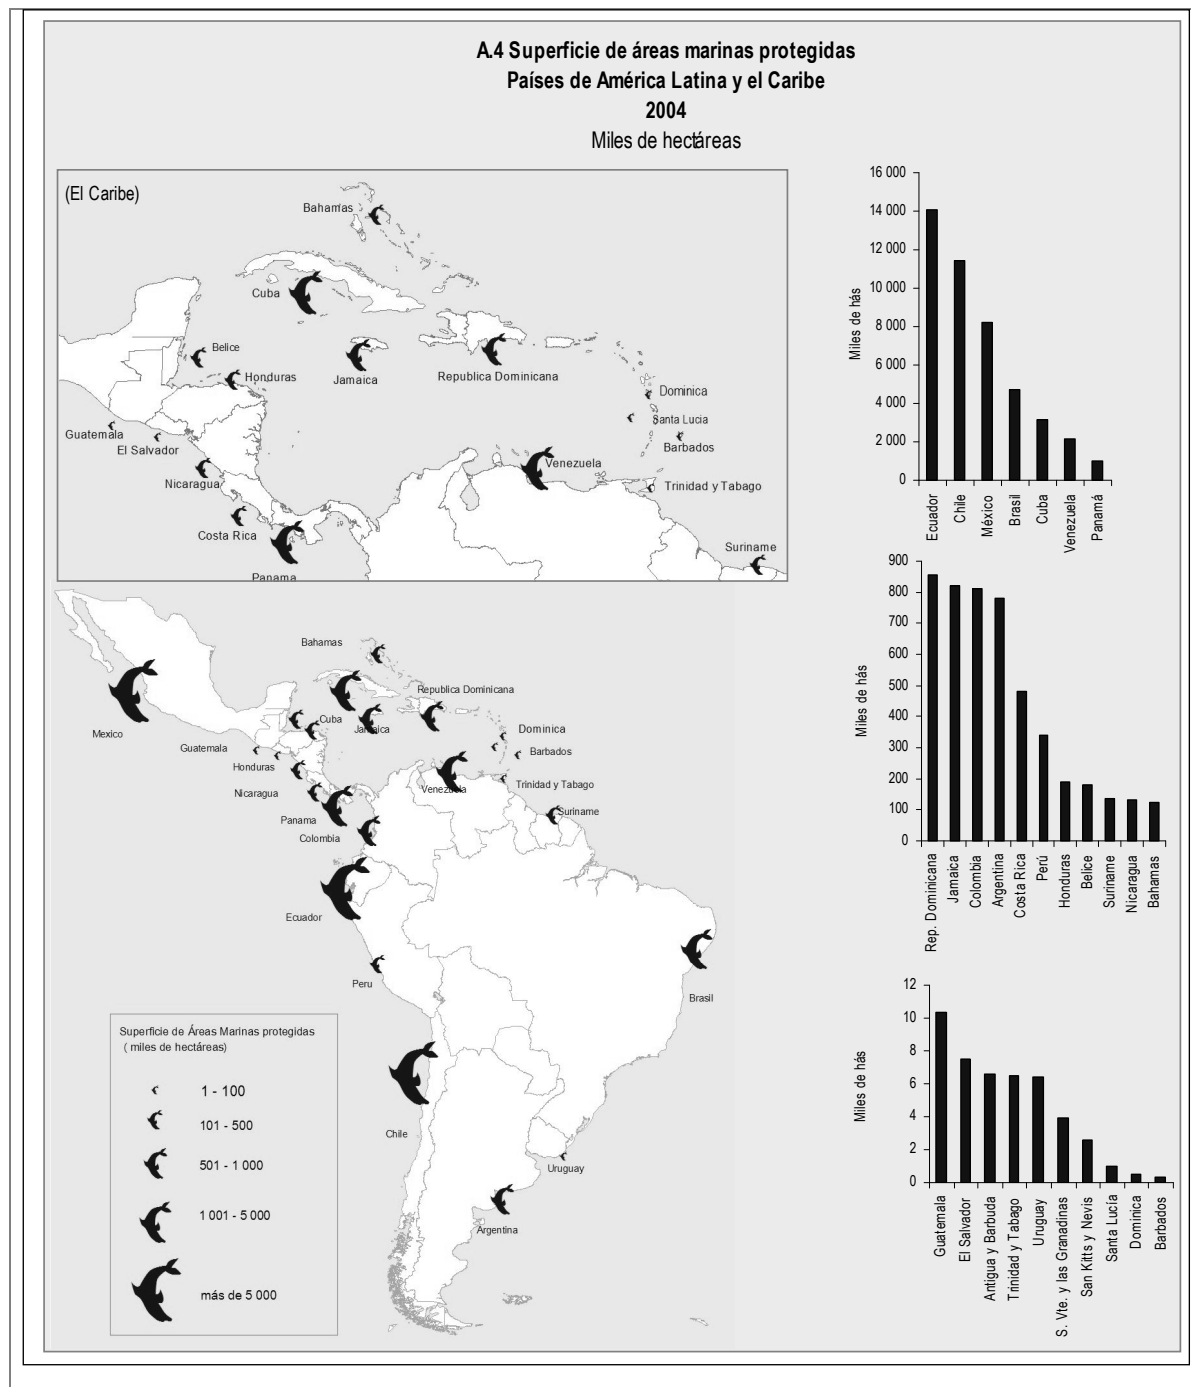 A.4 Superficie de áreas marinas protegidas
Países de América Latina y el Caribe
2004
Miles de hectáreas
(El Caribe)
Bahamas
Cuba
Belice
Honduras
Jamaica
Republica Dominicana
Dominica
Santa Lucia
Barbados
Guatemala
El Salvador
Nicaragua
Venezuela
Trinidad y Tabago
Costa Rica
Panama
Suriname
Bahamas
Republica Dominicana
Cuba
Jamaica
Mexico
Guatemala
Honduras
Nicaragua
Dominica
Barbados
Venezuela
Trinidad y Tabago
Panama
Suriname
Colombia
Ecuador
Peru
Brasil
Chile
Uruguay
Argentina
Superficie de Áreas Marinas protegidas
( miles de hectáreas)
1 - 100
101 - 500
501 - 1 000
1 001 - 5 000
más de 5 000
16 000
14 000
12 000
10 000
8 000
6 000
4 000
2 000
0
Miles de hás
Ecuador
Chile
México
Brasil
Cuba
Venezuela
Panamá
900
800
700
600
500
400
300
200
100
0
Miles de hás
Rep. Dominicana
Jamaica
Colombia
Argentina
Costa Rica
Perú
Honduras
Belice
Suriname
Nicaragua
Bahamas
12
10
8
6
4
2
0
Miles de hás
Guatemala
El Salvador
Antigua y Barbuda
Trinidad y Tabago
Uruguay
S. Vte. y las Granadinas
San Kitts y Nevis
Santa Lucía
Dominica
Barbados